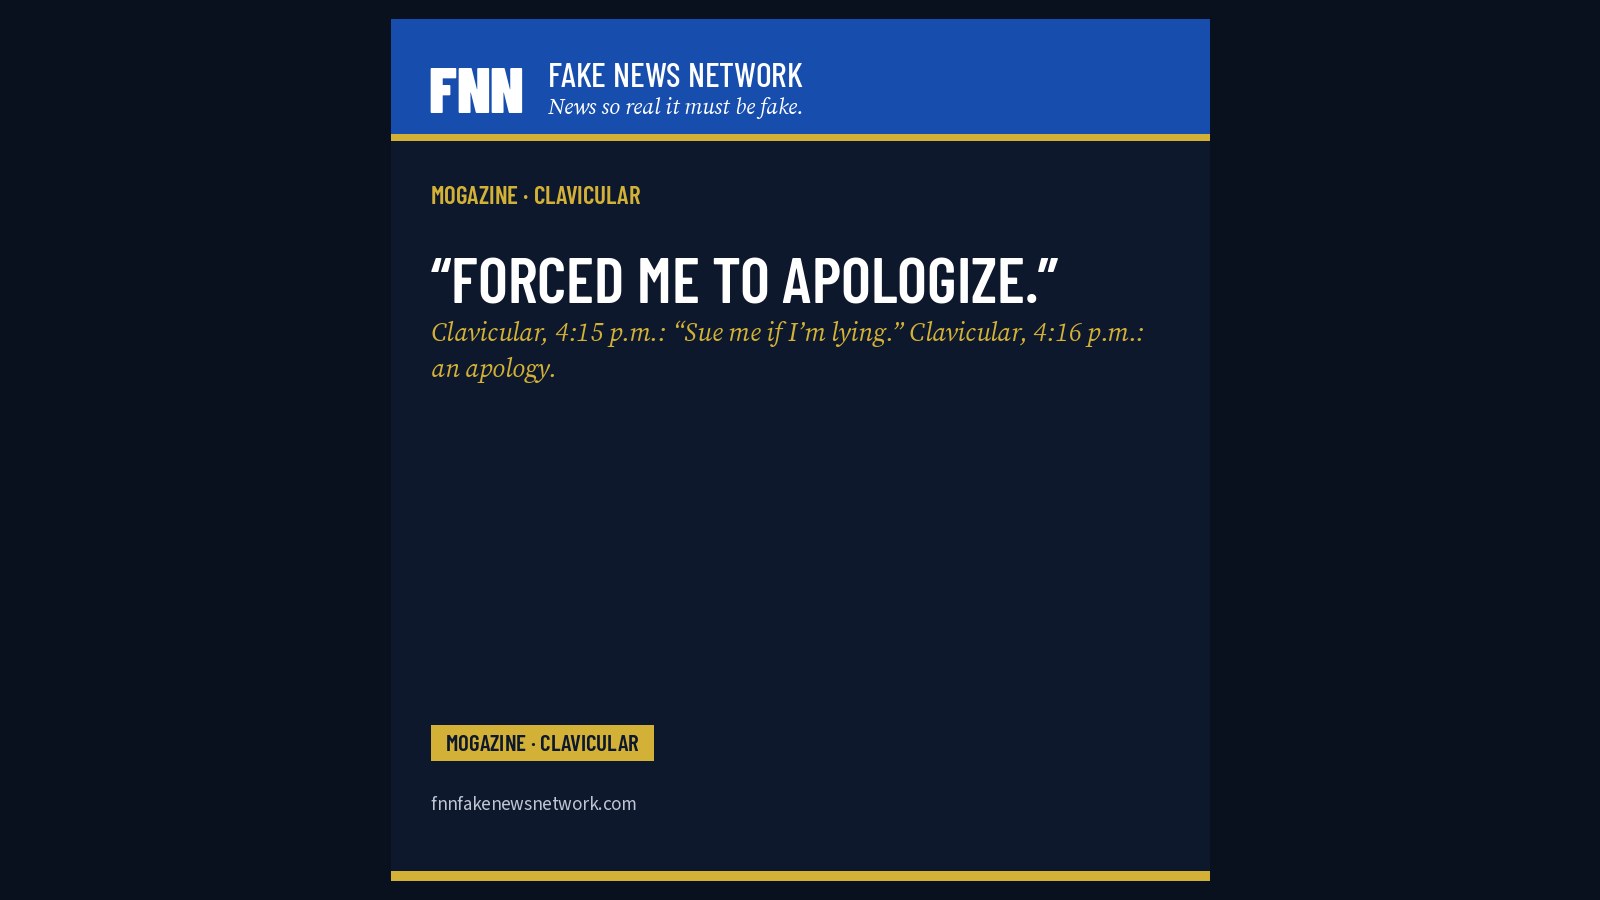 FNN
FAKE NEWS NETWORK
News so real it must be fake.
MOGAZINE · CLAVICULAR
“FORCED ME TO APOLOGIZE.”
Clavicular, 4:15 p.m.: “Sue me if I’m lying.” Clavicular, 4:16 p.m.:
an apology.
MOGAZINE · CLAVICULAR
fnnfakenewsnetwork.com